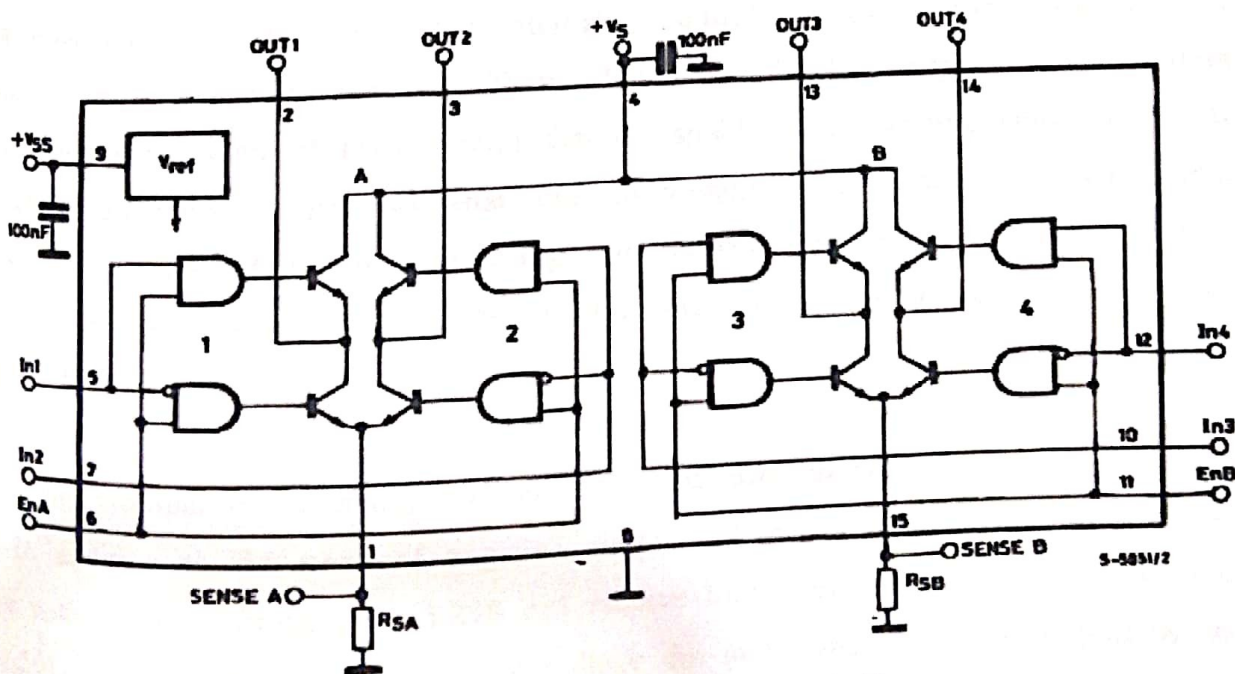 OUT1
OUT2
+VS
100nF
OUT3
OUT4
2
3
4
13
14
+VSS
9
Vref
100nF
A
B
1
2
3
4
In1
5
12
In4
In2
7
10
In3
EnA
6
11
EnB
1
8
15
SENSE A
RSA
SENSE B
RSB
S-5851/2